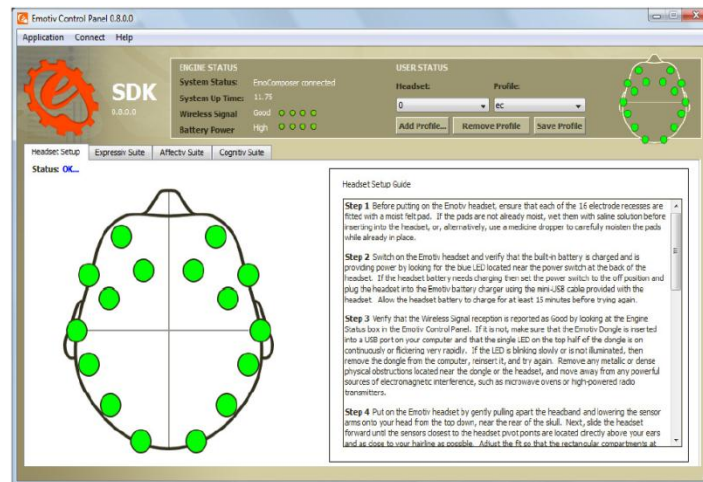 Emotiv Control Panel 0.8.0.0
Application Connect Help
SDK
0.8.0.0
ENGINE STATUS
System Status: EmoComposer connected
System Up Time: 11.75
Wireless Signal Good
Battery Power High
USER STATUS
Headset: Profile:
0 ec
Add Profile... Remove Profile Save Profile
Headset Setup Expressiv Suite Affectiv Suite Cognitiv Suite
Status: OK...
Headset Setup Guide
Step 1 Before putting on the Emotiv headset, ensure that each of the 16 electrode recesses are
fitted with a moist felt pad. If the pads are not already moist, wet them with saline solution before
inserting into the headset, or, alternatively, use a medicine dropper to carefully moisten the pads
while already in place.
Step 2 Switch on the Emotiv headset and verify that the built-in battery is charged and is
providing power by looking for the blue LED located near the power switch at the back of the
headset. If the headset battery needs charging then set the power switch to the off position and
plug the headset into the Emotiv battery charger using the mini-USB cable provided with the
headset. Allow the headset battery to charge for at least 15 minutes before trying again.
Step 3 Verify that the Wireless Signal reception is reported as Good by looking at the Engine
Status box in the Emotiv Control Panel. If it is not, make sure that the Emotiv Dongle is inserted
into a USB port on your computer and that the single LED on the top half of the dongle is on
continuously or flickering very rapidly. If the LED is blinking slowly or is not illuminated, then
remove the dongle from the computer, reinsert it, and try again. Remove any metallic or dense
physical obstructions located near the dongle or the headset, and move away from any powerful
sources of electromagnetic interference, such as microwave ovens or high-powered radio
transmitters.
Step 4 Put on the Emotiv headset by gently pulling apart the headband and lowering the sensor
arms onto your head from the top down, near the rear of the skull. Next, slide the headset
forward until the sensors closest to the headset pivot points are located directly above your ears
and as close to your hairline as possible. Adjust the fit so that the rectangular compartments at